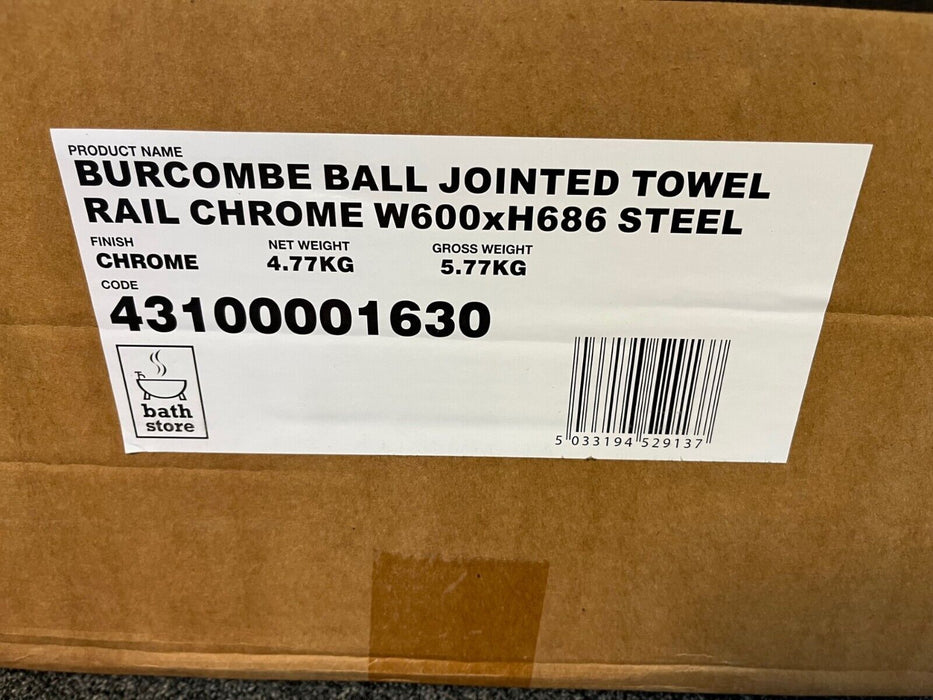 PRODUCT NAME
BURCOMBE BALL JOINTED TOWEL
RAIL CHROME W600xH686 STEEL
FINISH NET WEIGHT GROSS WEIGHT
CHROME 4.77KG 5.77KG
CODE
43100001630
bath
store
5 033194 529137